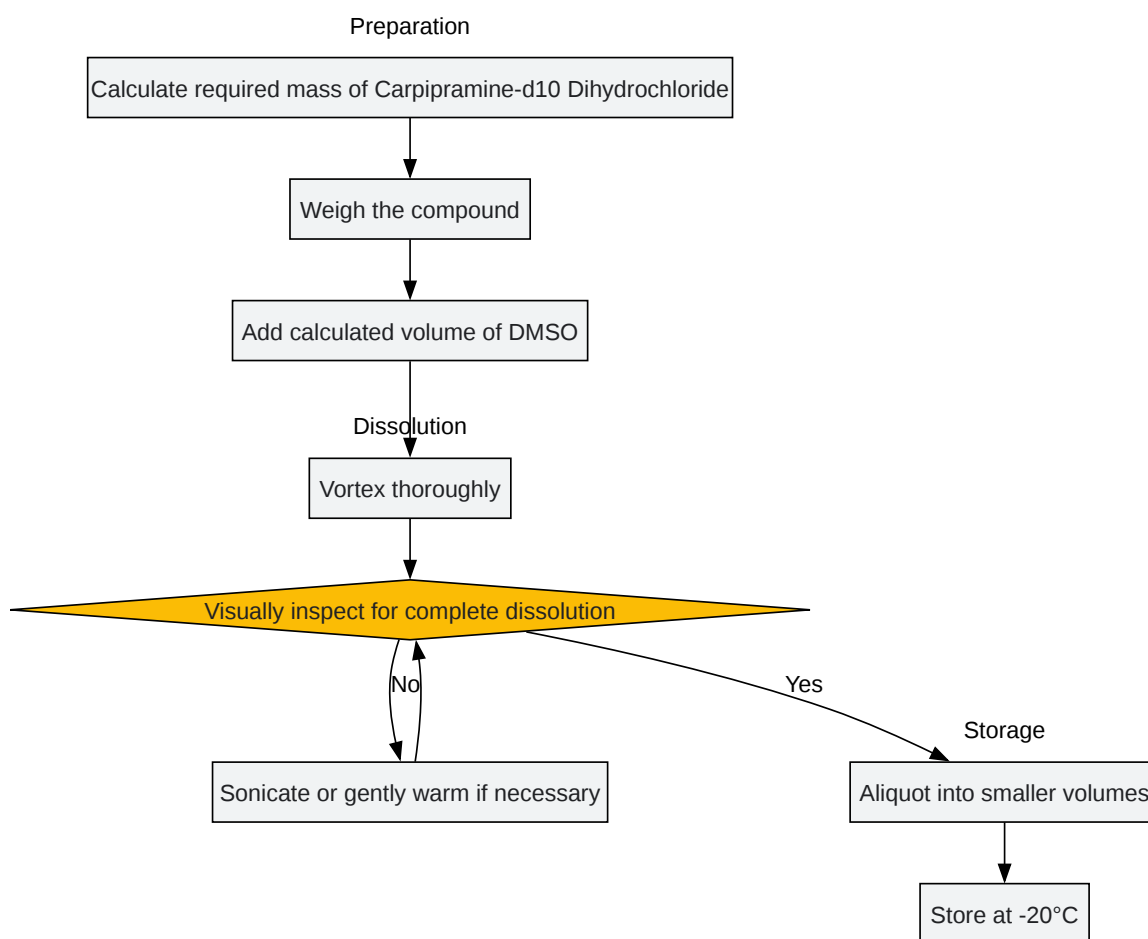 Preparation
Calculate required mass of Carpipramine-d10 Dihydrochloride
Weigh the compound
Add calculated volume of DMSO
Dissolution
Vortex thoroughly
Visually inspect for complete dissolution
No
Yes
Storage
Sonicate or gently warm if necessary
Aliquot into smaller volumes
Store at -20°C